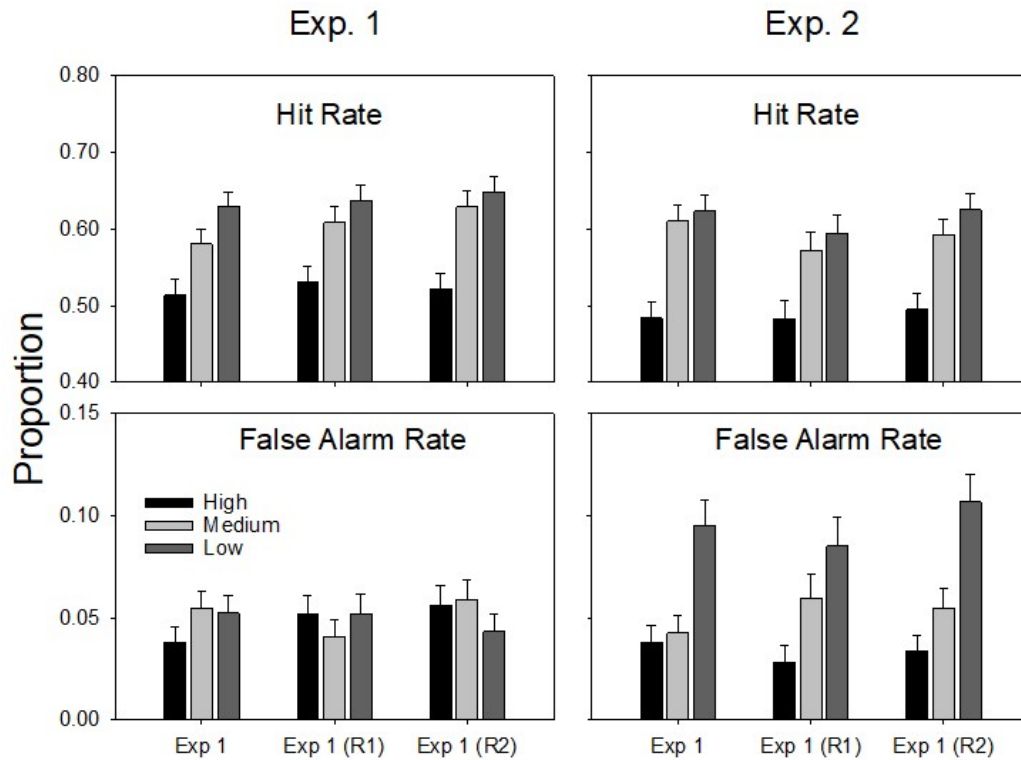 Exp. 1
Exp. 2
Proportion
0.80
0.70
0.60
0.50
0.40
Hit Rate
Hit Rate
0.15
0.10
0.05
0.00
False Alarm Rate
High
Medium
Low
False Alarm Rate
Exp 1 Exp 1 (R1) Exp 1 (R2)
Exp 1 Exp 1 (R1) Exp 1 (R2)